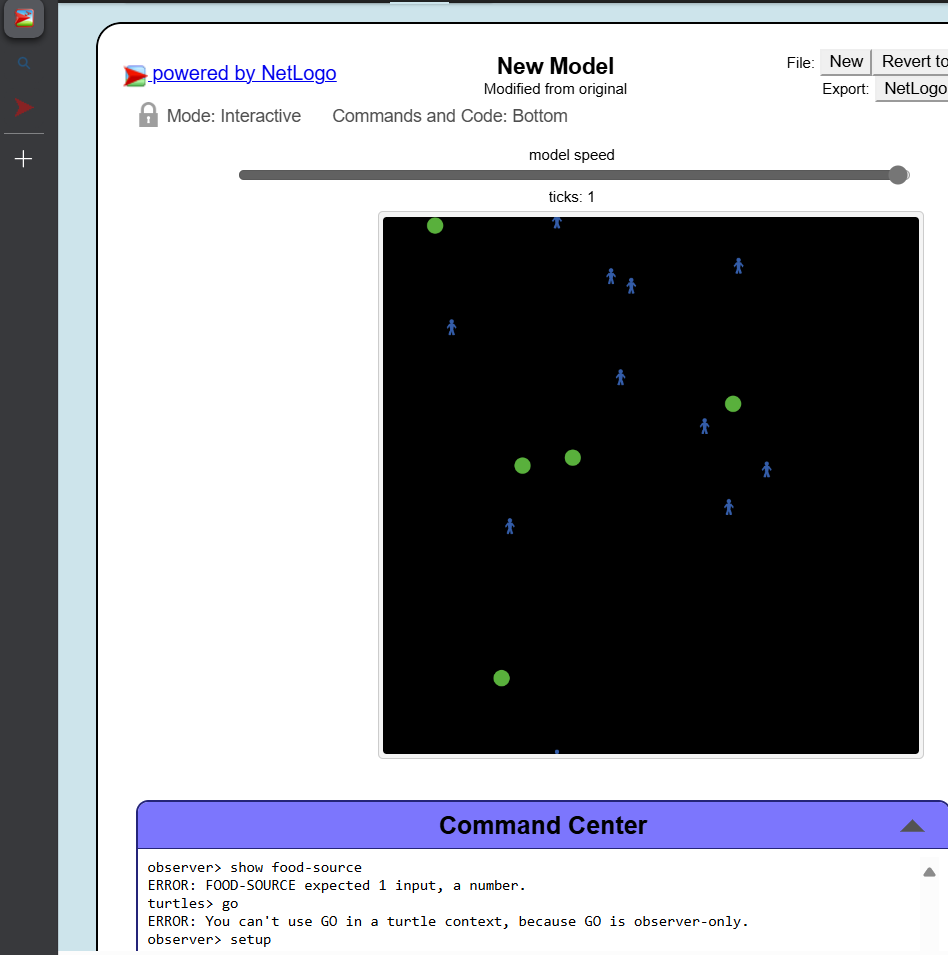 powered by NetLogo
New Model
Modified from original
File: New Revert to
Export: NetLogo
Mode: Interactive
Commands and Code: Bottom
model speed
ticks: 1
Command Center
observer> show food-source
ERROR: FOOD-SOURCE expected 1 input, a number.
turtles> go
ERROR: You can't use GO in a turtle context, because GO is observer-only.
observer> setup